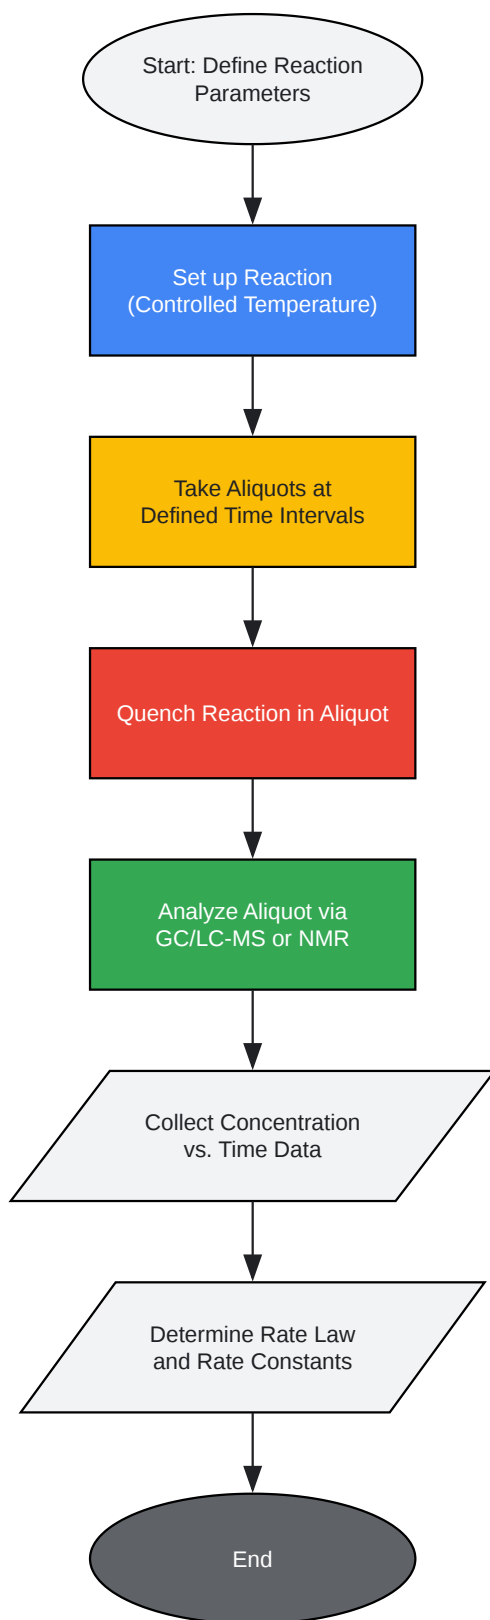 Start: Define Reaction
Parameters
Set up Reaction
(Controlled Temperature)
Take Aliquots at
Defined Time Intervals
Quench Reaction in Aliquot
Analyze Aliquot via
GC/LC-MS or NMR
Collect Concentration
vs. Time Data
Determine Rate Law
and Rate Constants
End